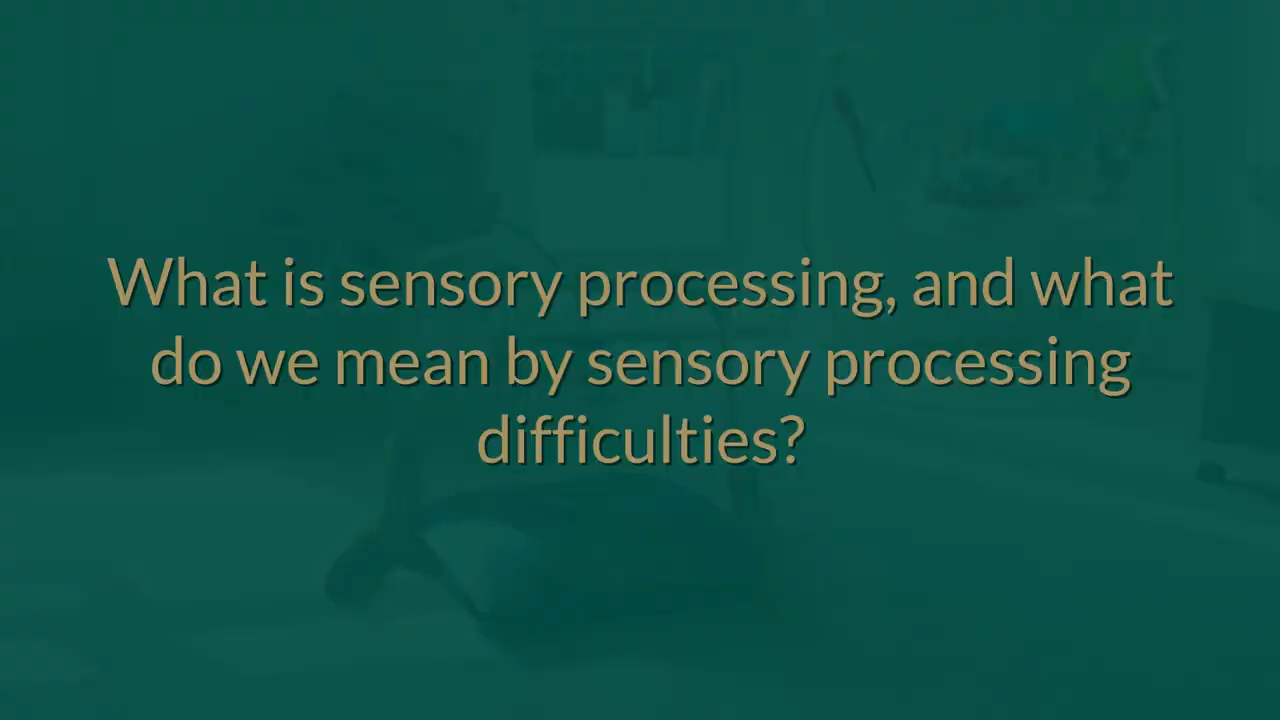 What is sensory processing, and what
do we mean by sensory processing
difficulties?